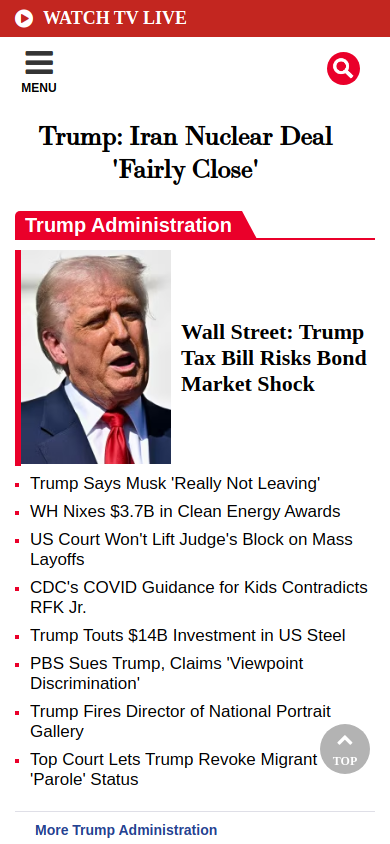 WATCH TV LIVE
MENU
Trump: Iran Nuclear Deal
'Fairly Close'
Trump Administration
Wall Street: Trump
Tax Bill Risks Bond
Market Shock
Trump Says Musk 'Really Not Leaving'
WH Nixes $3.7B in Clean Energy Awards
US Court Won't Lift Judge's Block on Mass
Layoffs
CDC's COVID Guidance for Kids Contradicts
RFK Jr.
Trump Touts $14B Investment in US Steel
PBS Sues Trump, Claims 'Viewpoint
Discrimination'
Trump Fires Director of National Portrait
Gallery
Top Court Lets Trump Revoke Migrant
'Parole' Status
TOP
More Trump Administration